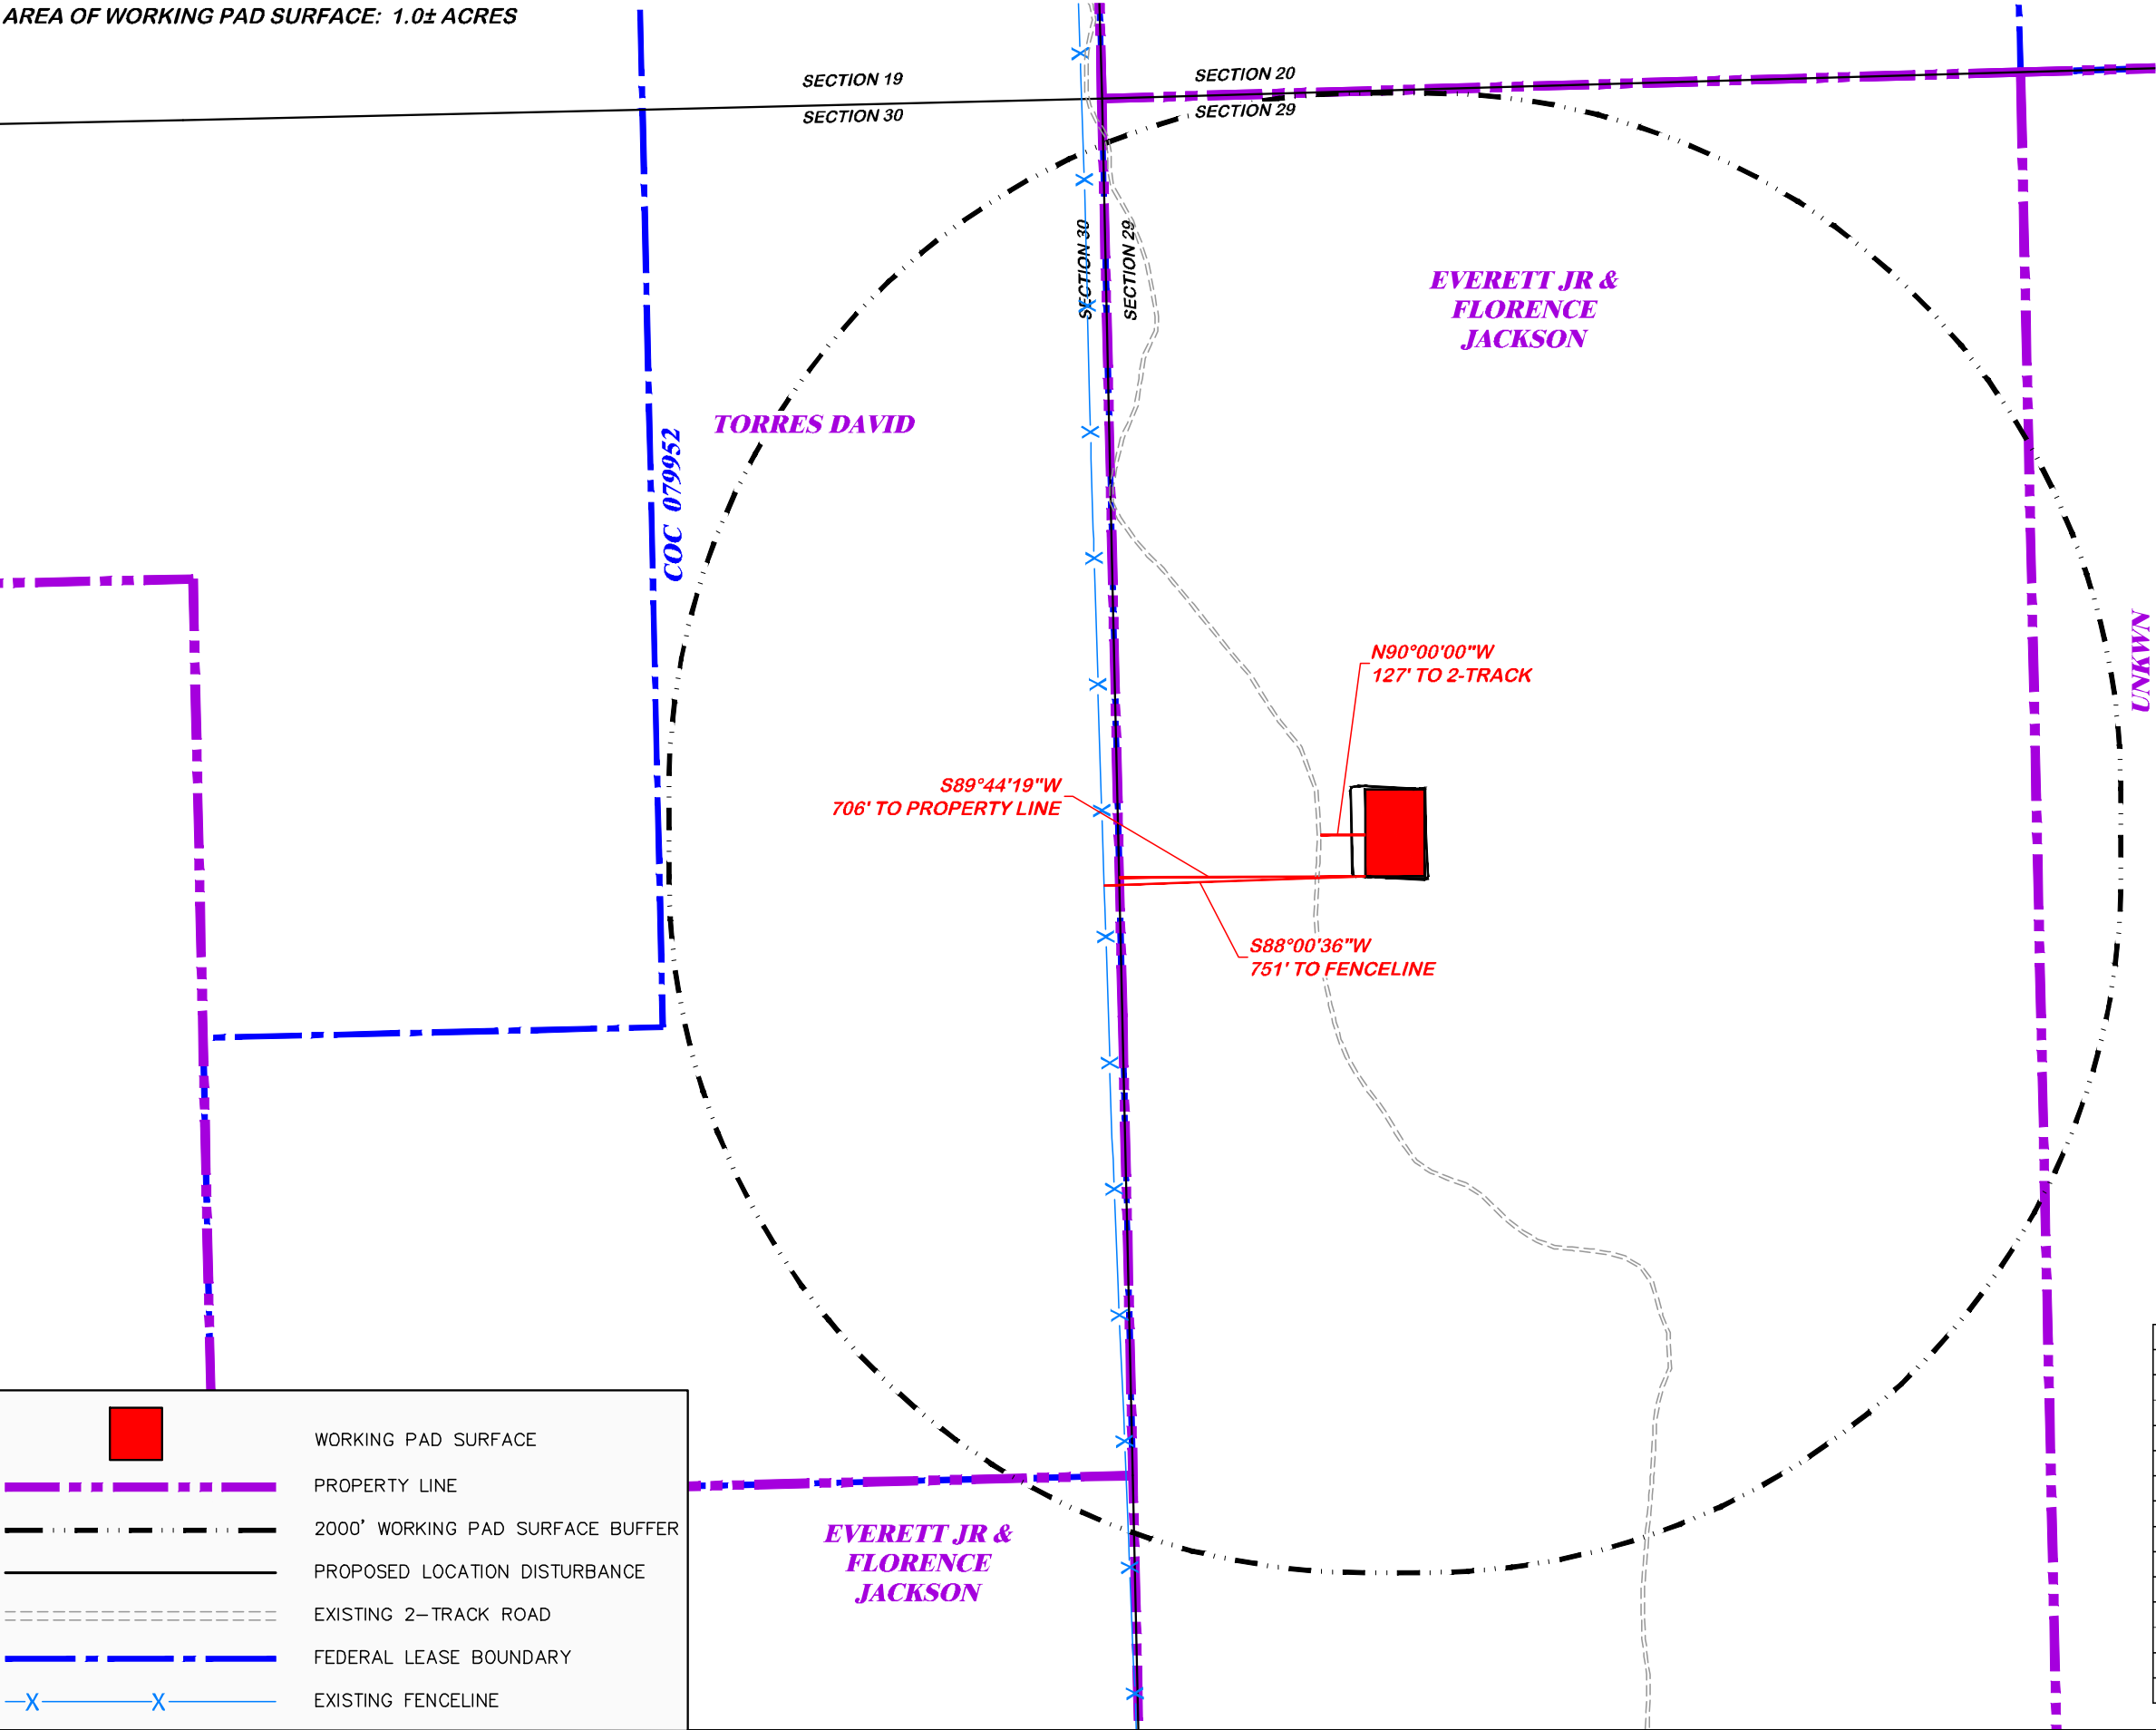 AREA OF WORKING PAD SURFACE: 1.0± ACRES
SECTION 19
SECTION 20
SECTION 30
SECTION 29
SECTION 30
SECTION 29
EVERETT JR &
FLORENCE
JACKSON
TORRES DAVID
COC 079952
UNKWN
N90°00'00"W
127' TO 2-TRACK
S89°44'19"W
706' TO PROPERTY LINE
S88°00'36"W
751' TO FENCELINE
EVERETT JR &
FLORENCE
JACKSON
WORKING PAD SURFACE
PROPERTY LINE
2000' WORKING PAD SURFACE BUFFER
PROPOSED LOCATION DISTURBANCE
EXISTING 2-TRACK ROAD
FEDERAL LEASE BOUNDARY
EXISTING FENCELINE